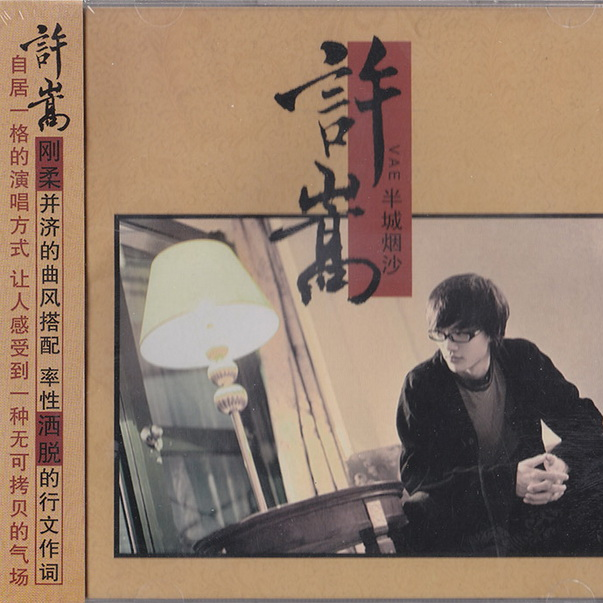 許嵩
刚柔并济的曲风搭配 率性洒脱的行文作词
自居一格的演唱方式 让人感受到一种无可拷贝的气场
許嵩
VAE 半城烟沙